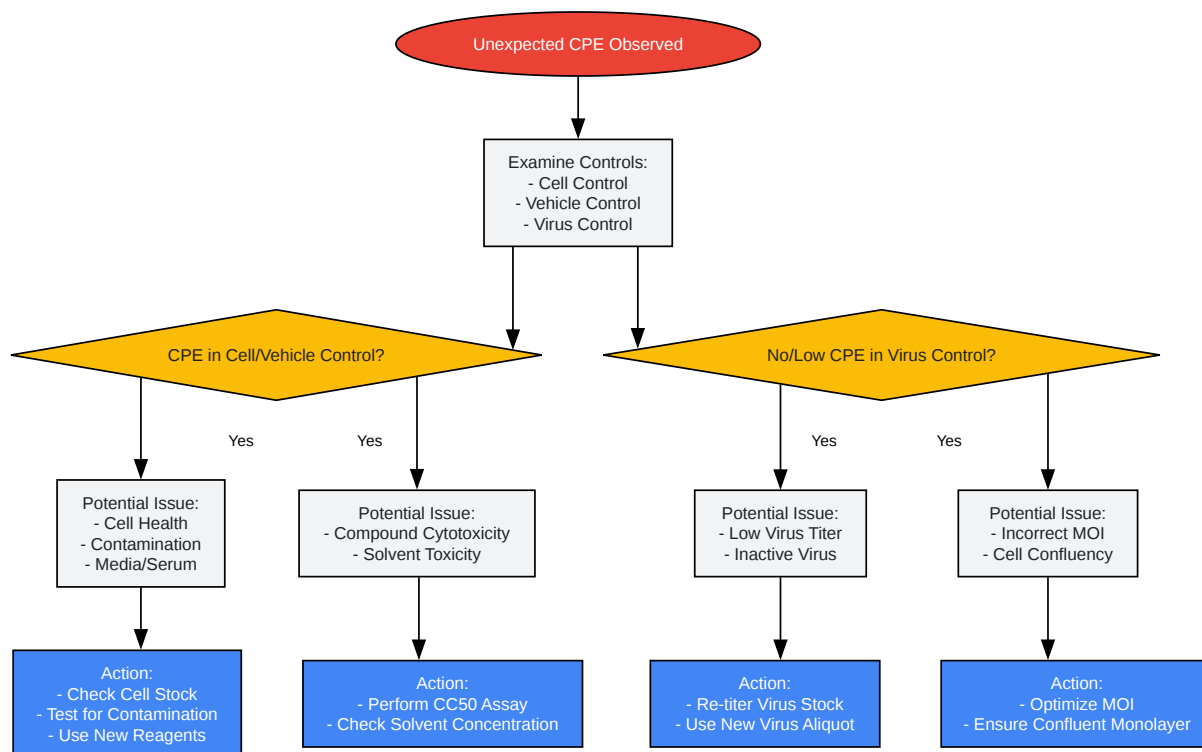 Unexpected CPE Observed
Examine Controls:
- Cell Control
- Vehicle Control
- Virus Control
CPE in Cell/Vehicle Control?
No/Low CPE in Virus Control?
Yes
Yes
Yes
Yes
Potential Issue:
- Cell Health
- Contamination
- Media/Serum
Potential Issue:
- Compound Cytotoxicity
- Solvent Toxicity
Potential Issue:
- Low Virus Titer
- Inactive Virus
Potential Issue:
- Incorrect MOI
- Cell Confluency
Action:
- Check Cell Stock
- Test for Contamination
- Use New Reagents
Action:
- Perform CC50 Assay
- Check Solvent Concentration
Action:
- Re-titer Virus Stock
- Use New Virus Aliquot
Action:
- Optimize MOI
- Ensure Confluent Monolayer